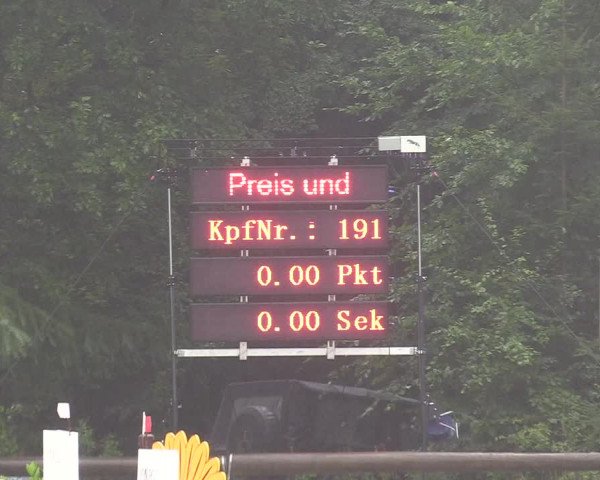 Preis und
KpfNr.: 191
0.00 Pkt
0.00 Sek